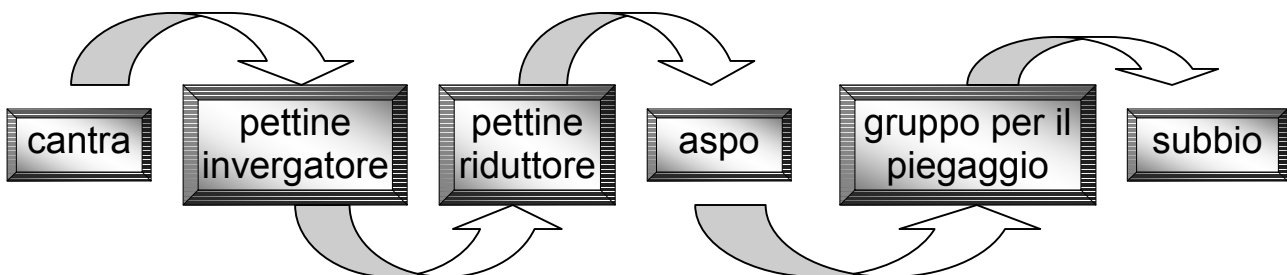 cantra
pettine
invergatore
pettine
riduttore
aspo
gruppo per il
piegaggio
subbio